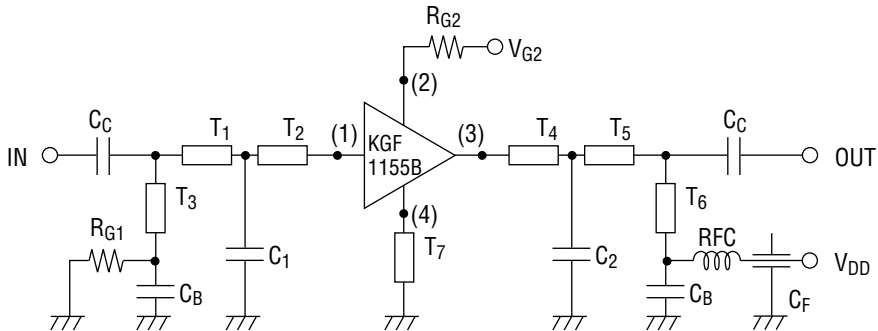 RG2
VG2
(2)
CC
T1
T2
(1)
KGF
1155B
(3)
T4
T5
CC
IN
OUT
T3
T6
RG1
(4)
T7
RFC
C1
C2
VDD
CB
CB
CF